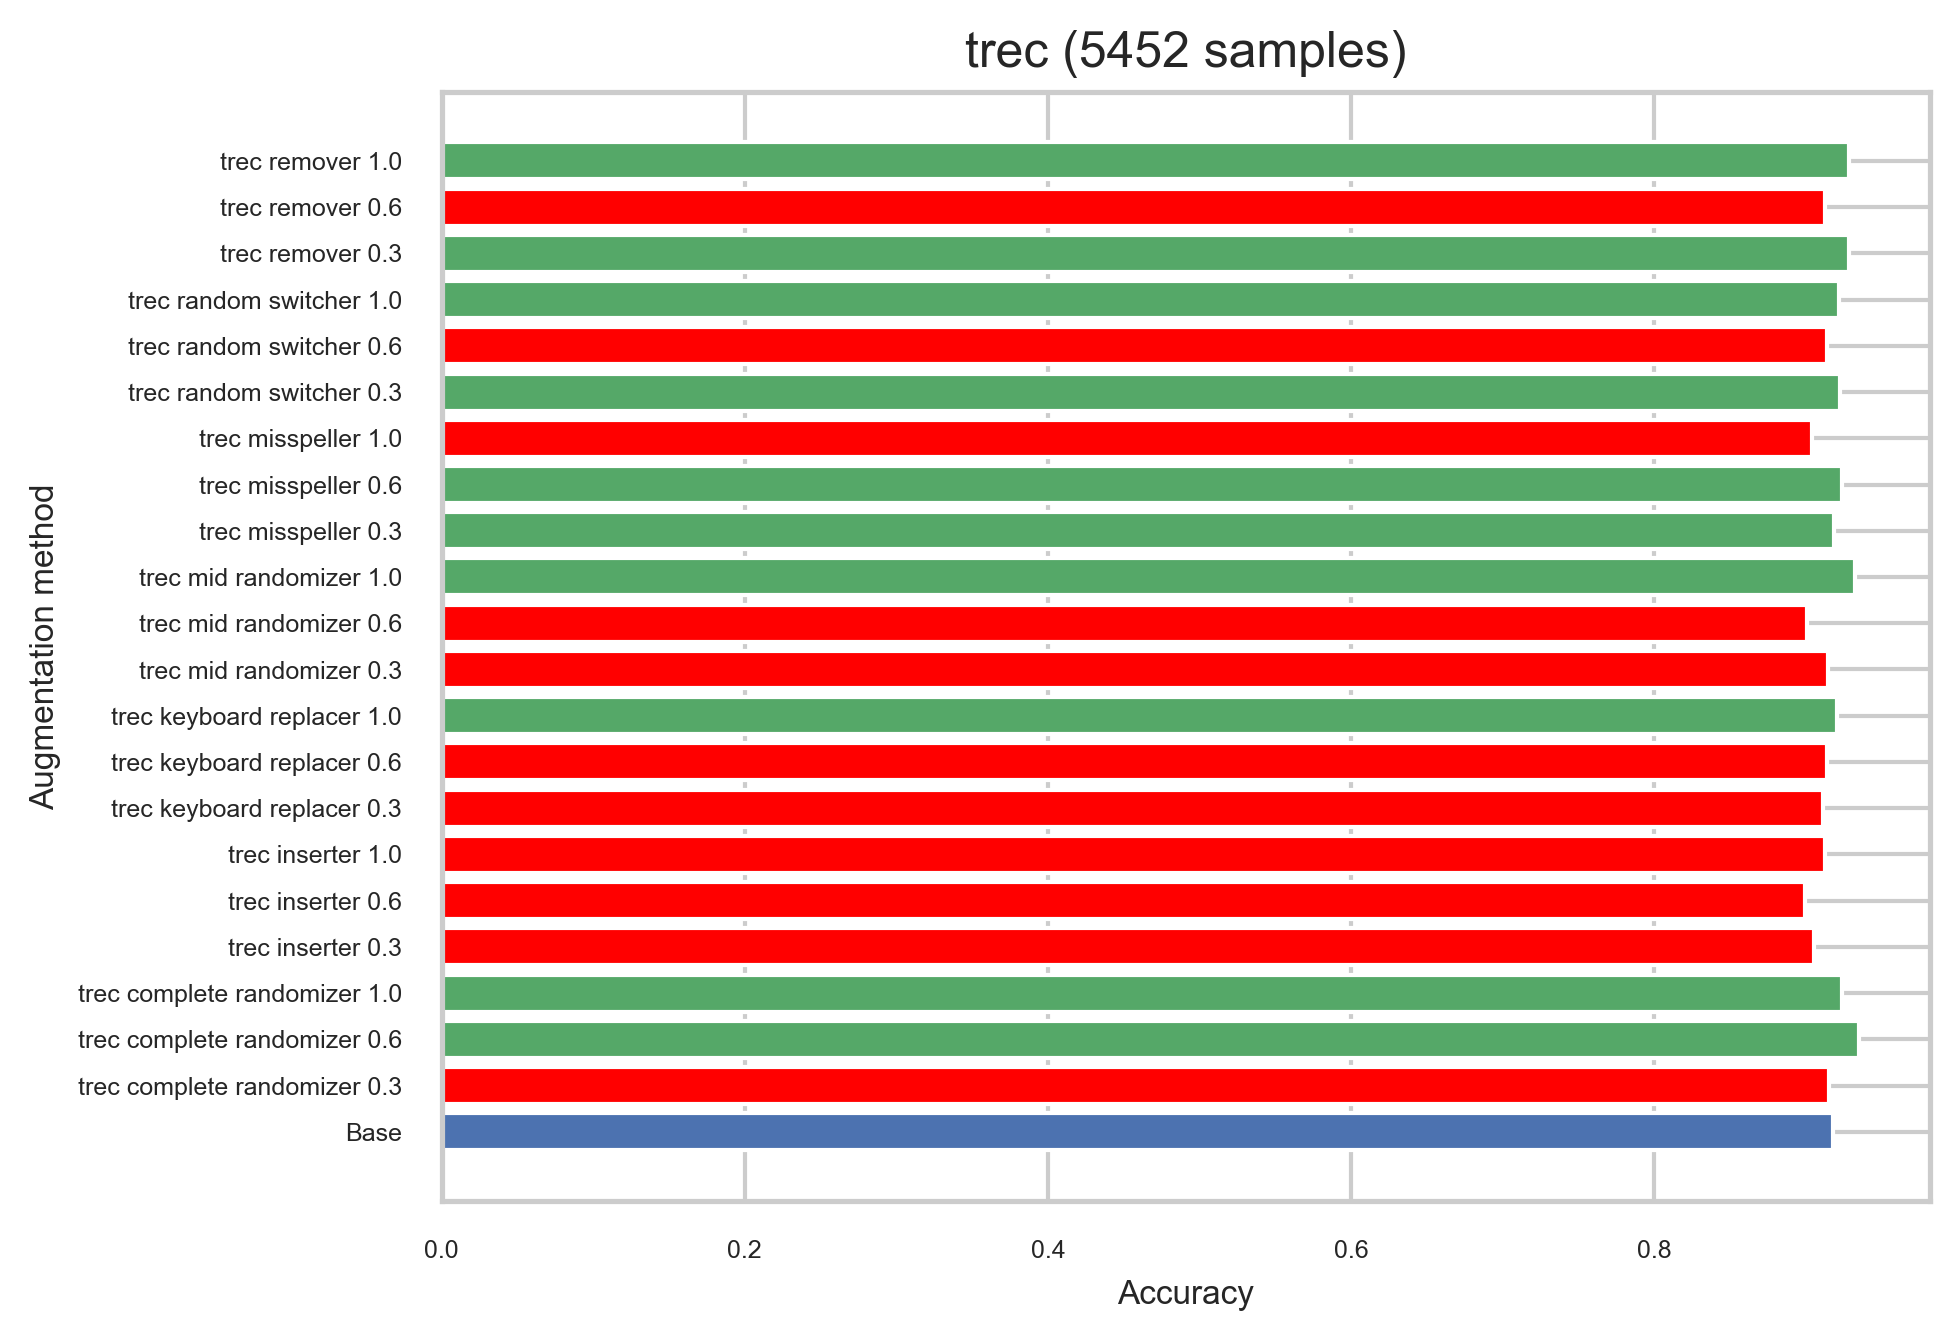 trec (5452 samples)
trec remover 1.0
trec remover 0.6
trec remover 0.3
trec random switcher 1.0
trec random switcher 0.6
trec random switcher 0.3
trec misspeller 1.0
trec misspeller 0.6
trec misspeller 0.3
trec mid randomizer 1.0
trec mid randomizer 0.6
trec mid randomizer 0.3
trec keyboard replacer 1.0
trec keyboard replacer 0.6
trec keyboard replacer 0.3
trec inserter 1.0
trec inserter 0.6
trec inserter 0.3
trec complete randomizer 1.0
trec complete randomizer 0.6
trec complete randomizer 0.3
Base
Augmentation method
0.0 0.2 0.4 0.6 0.8
Accuracy